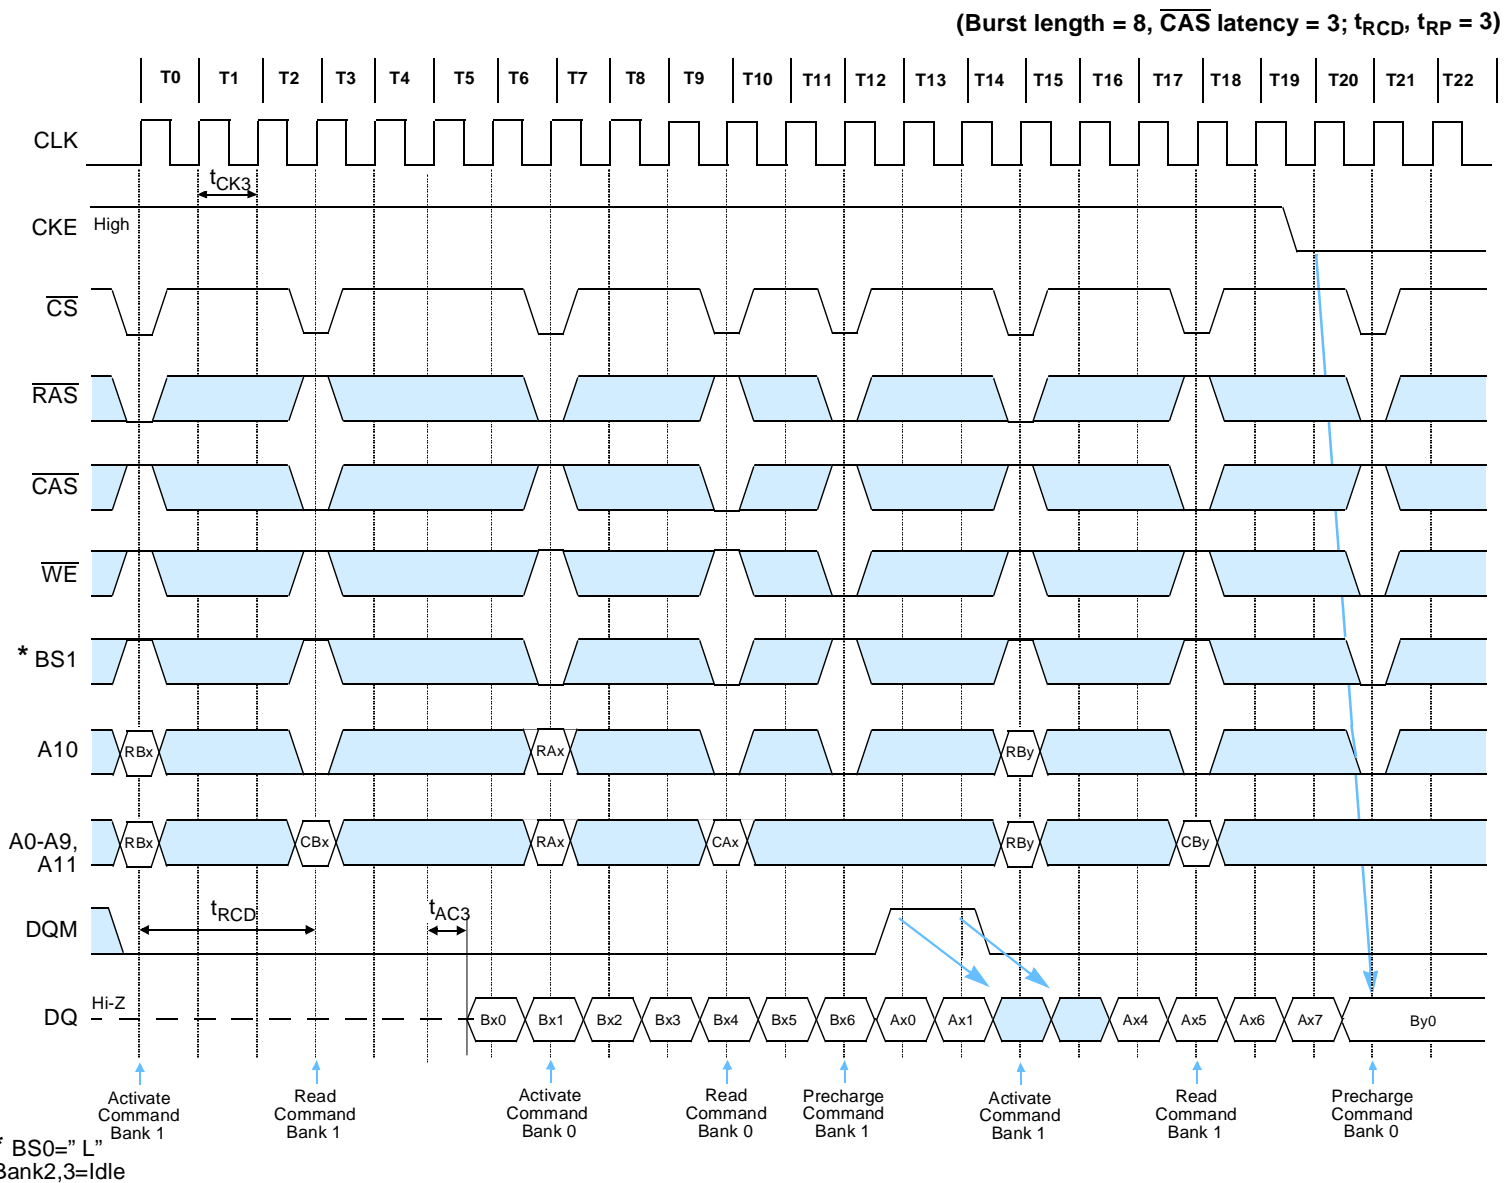 (Burst length = 8, CAS latency = 3; tRCD, tRP = 3)
T0 T1 T2 T3 T4 T5 T6 T7 T8 T9 T10 T11 T12 T13 T14 T15 T16 T17 T18 T19 T20 T21 T22
CLK
tCK3
CKE High
CS
RAS
CAS
WE
* BS1
A10 RBx RAx RBy
A0-A9, A11 RBx CBx RAx CAx RBy CBy
DQM tRCD tAC3
DQ Hi-Z Bx0 Bx1 Bx2 Bx3 Bx4 Bx5 Bx6 Ax0 Ax1 Ax4 Ax5 Ax6 Ax7 By0
Activate Command Bank 1
Read Command Bank 1
Activate Command Bank 0
Read Command Bank 0
Precharge Command Bank 1
Activate Command Bank 1
Read Command Bank 1
Precharge Command Bank 0
* BS0=” L”
Bank2,3=Idle